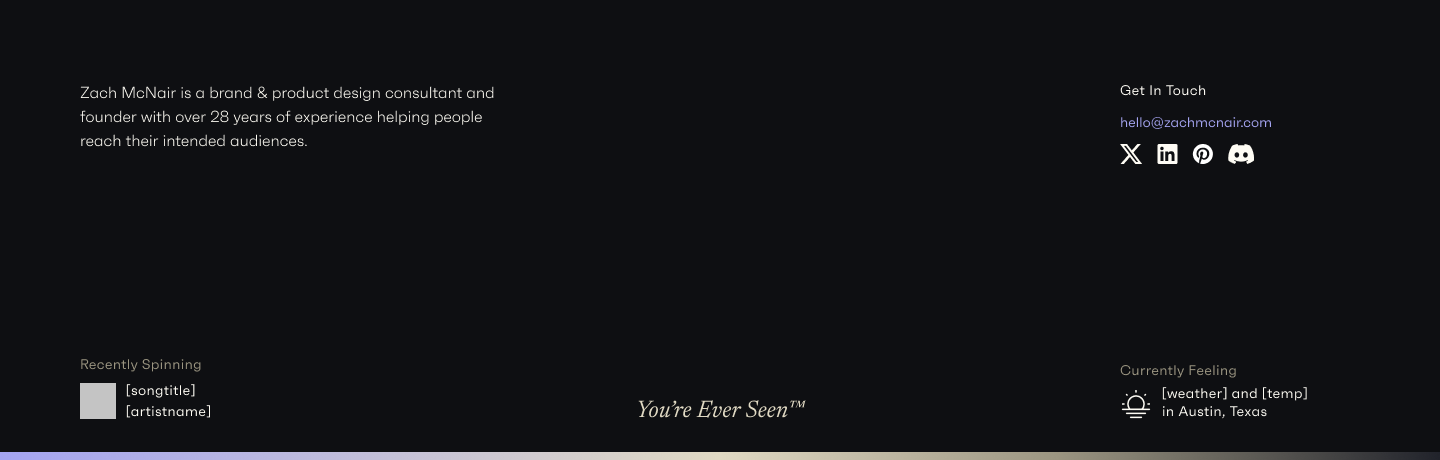 Zach McNair is a brand & product design consultant and
founder with over 28 years of experience helping people
reach their intended audiences.
Get In Touch
hello@zachmcnair.com
Recently Spinning
[songtitle]
[artistname]
You’re Ever Seen™
Currently Feeling
[weather] and [temp]
in Austin, Texas